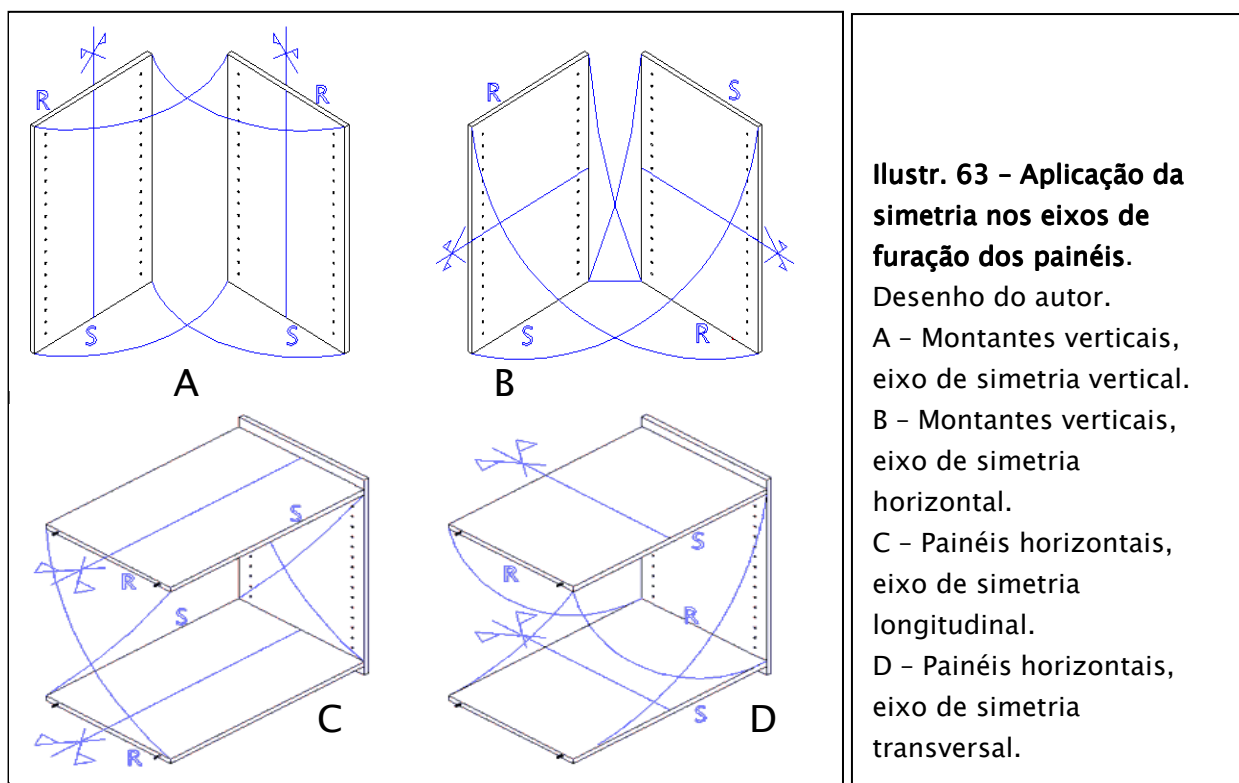 R
R
S
S
A
R
S
S
R
B
S
R
S
R
C
R
S
R
S
D
Ilustr. 63 – Aplicação da
simetria nos eixos de
furação dos painéis.
Desenho do autor.
A – Montantes verticais,
eixo de simetria vertical.
B – Montantes verticais,
eixo de simetria
horizontal.
C – Painéis horizontais,
eixo de simetria
longitudinal.
D – Painéis horizontais,
eixo de simetria
transversal.